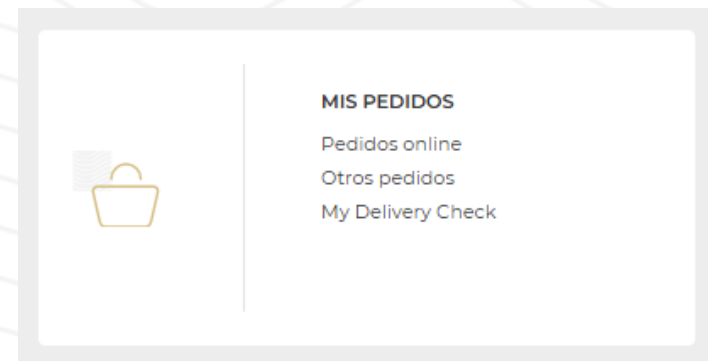 MIS PEDIDOS
Pedidos online
Otros pedidos
My Delivery Check